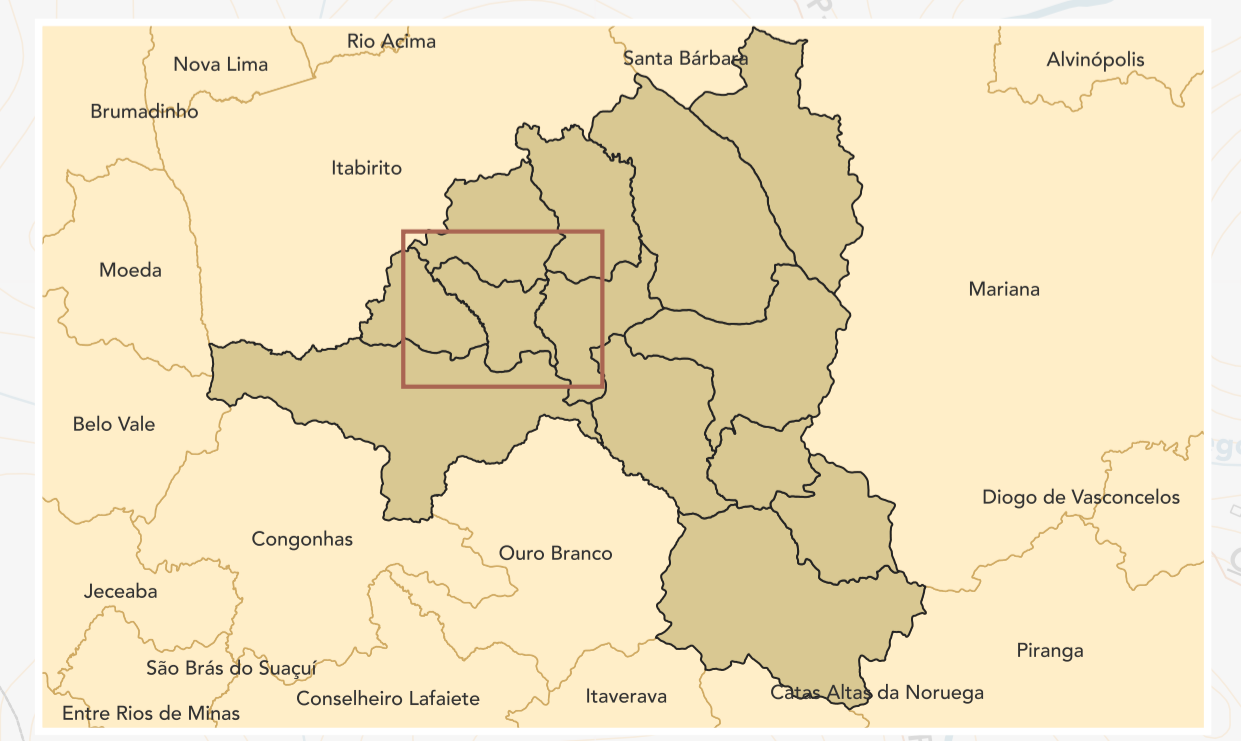 Rio Acima
Santa Bárbara
Alvinópolis
Nova Lima
Brumadinho
Itabirito
Moeda
Mariana
Belo Vale
Diogo de Vasconcelos
Congonhas
Ouro Branco
Jeceaba
Piranga
São Brás do Suaçuí
Conselheiro Lafaiete
Itaverava
Catas Altas da Noruega
Entre Rios de Minas